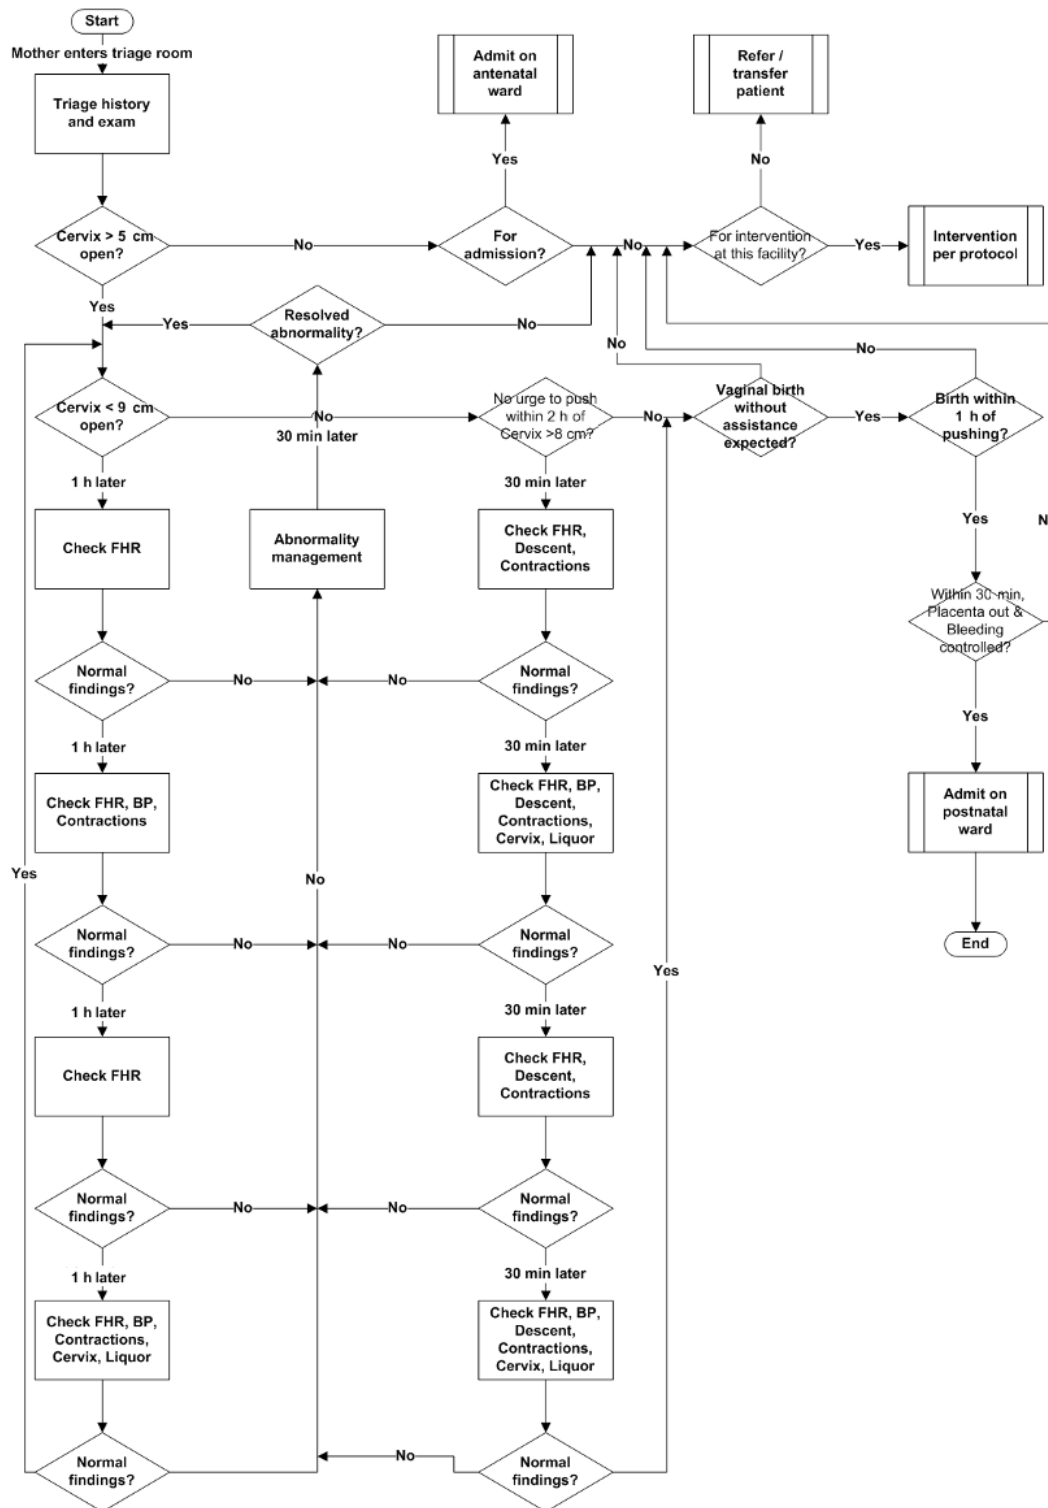 Start
Mother enters triage room
Triage history
and exam
Admit on
antenatal
ward
Refer /
transfer
patient
Yes
No
Cervix > 5 cm
open?
No
For
admission?
No
For intervention
at this facility?
Yes
Intervention
per protocol
Yes
Yes
Resolved
abnormality?
No
No
No
Cervix < 9 cm
open?
No
30 min later
No urge to push
within 2 h of
Cervix >8 cm?
No
Vaginal birth
without
assistance
expected?
Yes
Birth within
1 h of
pushing?
1 h later
30 min later
Yes
N
Check FHR
Abnormality
management
Check FHR,
Descent,
Contractions
Within 30 min,
Placenta out &
Bleeding
controlled?
Normal
findings?
No
No
Normal
findings?
Yes
1 h later
30 min later
Check FHR, BP,
Contractions
Check FHR, BP,
Descent,
Contractions,
Cervix, Liquor
Admit on
postnatal
ward
Yes
No
Normal
findings?
No
No
Normal
findings?
End
Yes
1 h later
30 min later
Check FHR
Check FHR,
Descent,
Contractions
Normal
findings?
No
No
Normal
findings?
1 h later
30 min later
Check FHR, BP,
Contractions,
Cervix, Liquor
Check FHR, BP,
Descent,
Contractions,
Cervix, Liquor
No
Normal
findings?
Normal
findings?